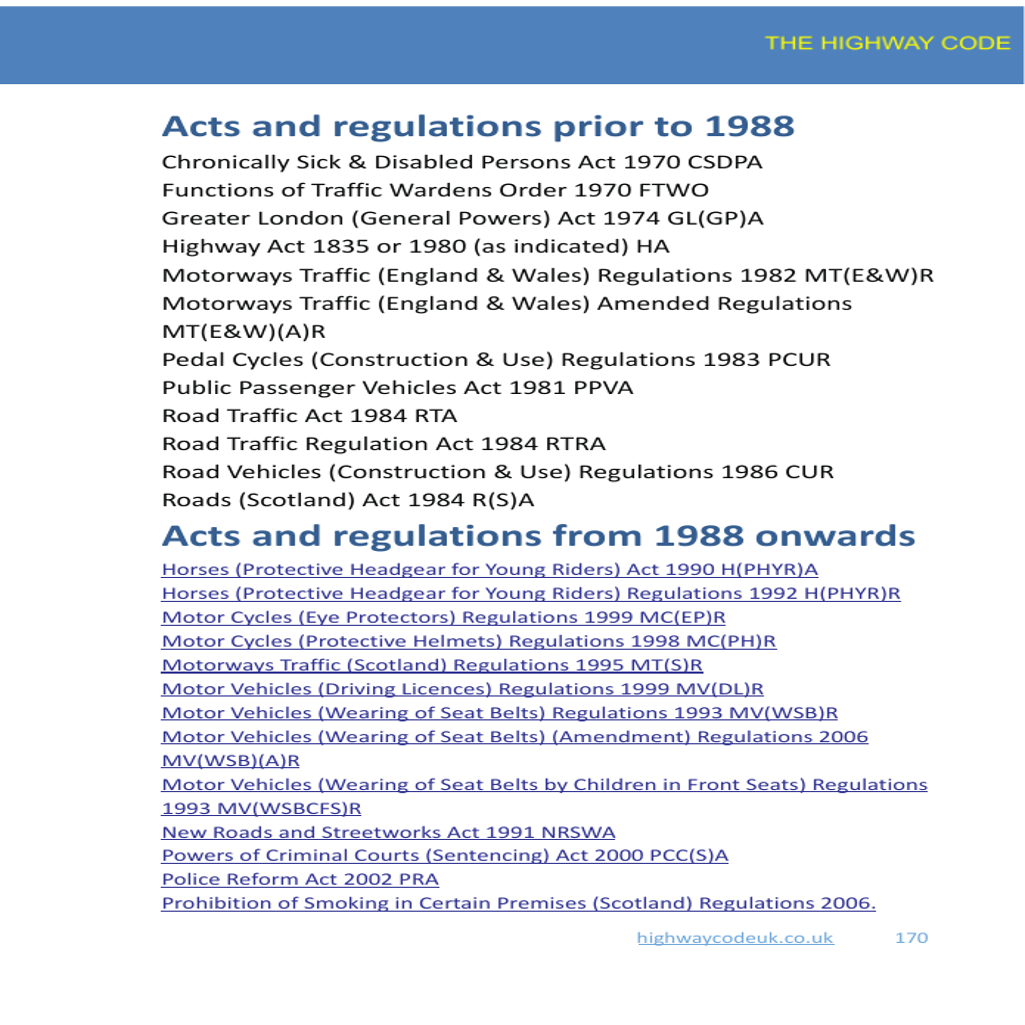 THE HIGHWAY CODE
Acts and regulations prior to 1988
Chronically Sick & Disabled Persons Act 1970 CSDPA
Functions of Traffic Wardens Order 1970 FTWO
Greater London (General Powers) Act 1974 GL(GP)A
Highway Act 1835 or 1980 (as indicated) HA
Motorways Traffic (England & Wales) Regulations 1982 MT(E&W)R
Motorways Traffic (England & Wales) Amended Regulations
MT(E&W)(A)R
Pedal Cycles (Construction & Use) Regulations 1983 PCUR
Public Passenger Vehicles Act 1981 PPVA
Road Traffic Act 1984 RTA
Road Traffic Regulation Act 1984 RTRA
Road Vehicles (Construction & Use) Regulations 1986 CUR
Roads (Scotland) Act 1984 R(S)A
Acts and regulations from 1988 onwards
Horses (Protective Headgear for Young Riders) Act 1990 H(PHYR)A
Horses (Protective Headgear for Young Riders) Regulations 1992 H(PHYR)R
Motor Cycles (Eye Protectors) Regulations 1999 MC(EP)R
Motor Cycles (Protective Helmets) Regulations 1998 MC(PH)R
Motorways Traffic (Scotland) Regulations 1995 MT(S)R
Motor Vehicles (Driving Licences) Regulations 1999 MV(DL)R
Motor Vehicles (Wearing of Seat Belts) Regulations 1993 MV(WSB)R
Motor Vehicles (Wearing of Seat Belts) (Amendment) Regulations 2006
MV(WSB)(A)R
Motor Vehicles (Wearing of Seat Belts by Children in Front Seats) Regulations
1993 MV(WSBCFS)R
New Roads and Streetworks Act 1991 NRSWA
Powers of Criminal Courts (Sentencing) Act 2000 PCC(S)A
Police Reform Act 2002 PRA
Prohibition of Smoking in Certain Premises (Scotland) Regulations 2006.
highwaycodeuk.co.uk 170